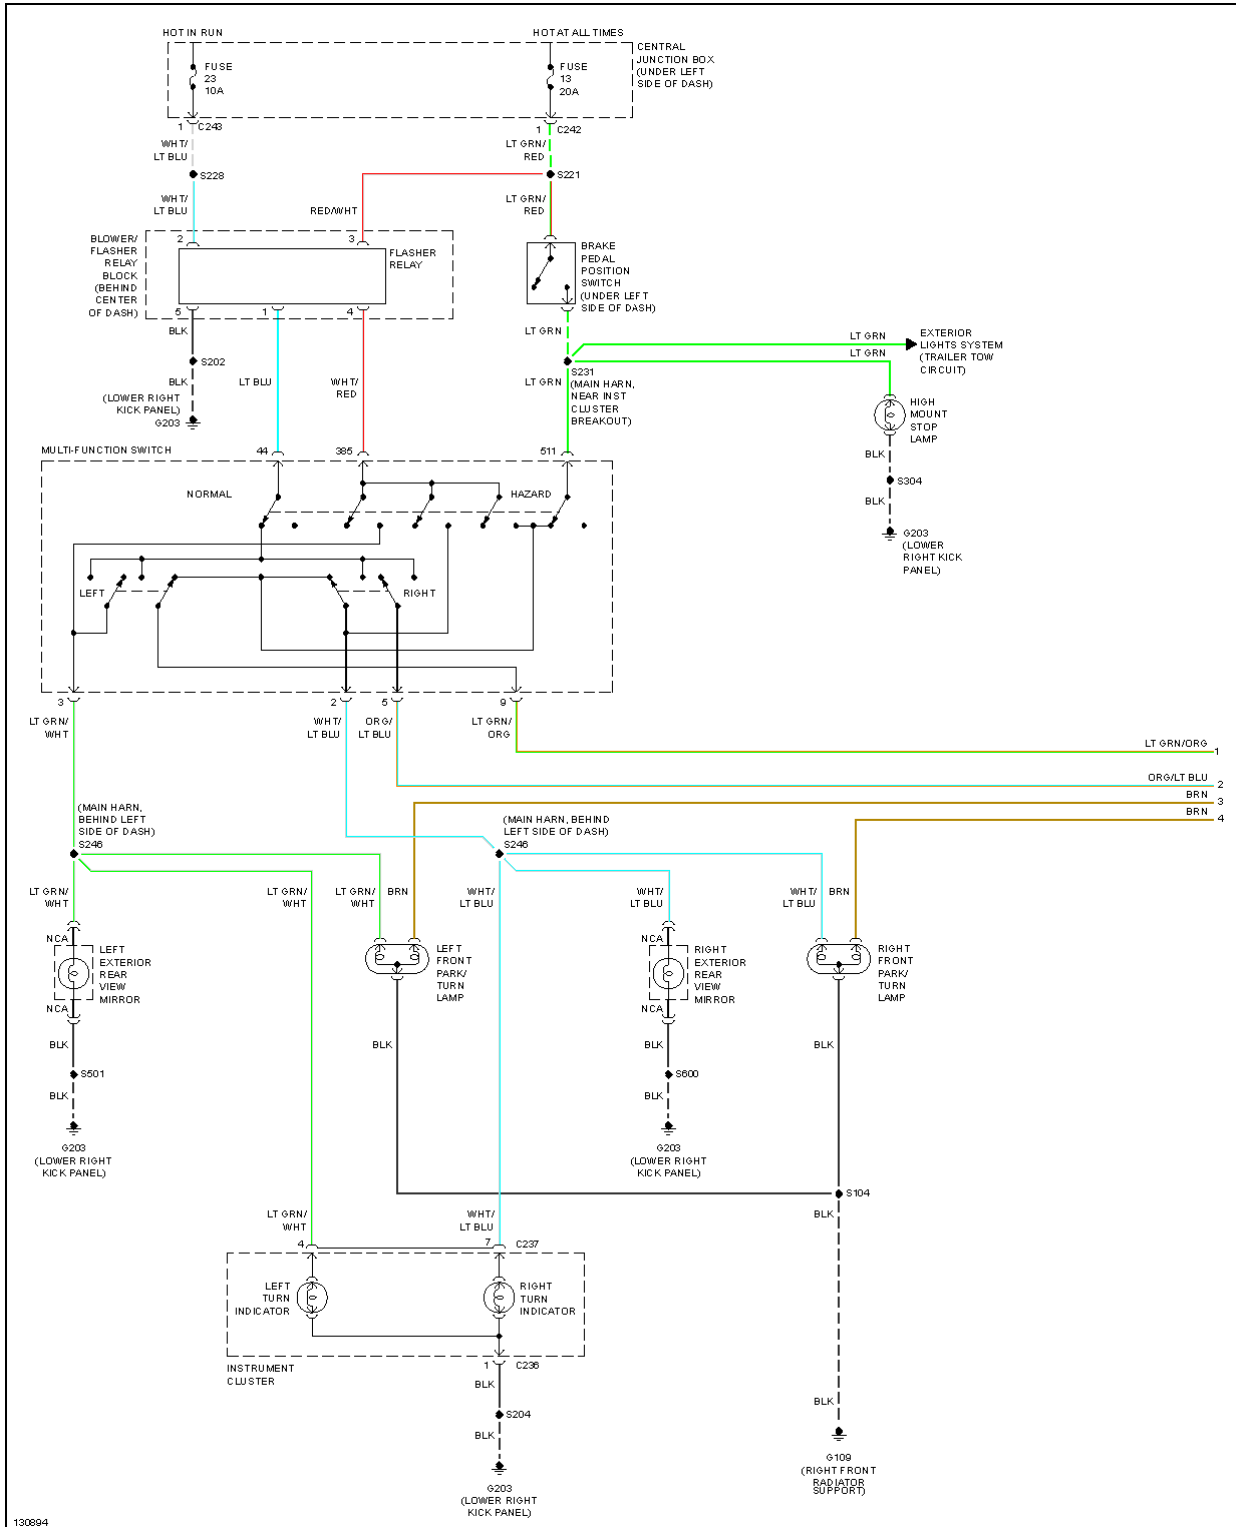 HOT IN RUN
HOT AT ALL TIMES
CENTRAL
JUNCTION BOX
(UNDER LEFT
SIDE OF DASH)
FUSE
23
10A
FUSE
13
20A
1 C243
1 C242
WHT/
LT BLU
LT GRN/
RED
S228
S221
WHT/
LT BLU
RED/WHT
LT GRN/
RED
BLOWER/
FLASHER
RELAY
BLOCK
(BEHIND
CENTER
OF DASH)
2
3
FLASHER
RELAY
5
1
4
BRAKE
PEDAL
POSITION
SWITCH
(UNDER LEFT
SIDE OF DASH)
BLK
S202
BLK
(LOWER RIGHT
KICK PANEL)
G203
LT BLU
WHT/
RED
LT GRN
LT GRN
S231
(MAIN HARN,
NEAR INST
CLUSTER
BREAKOUT)
LT GRN
LT GRN
EXTERIOR
LIGHTS SYSTEM
(TRAILER TOW
CIRCUIT)
HIGH
MOUNT
STOP
LAMP
BLK
S304
BLK
G203
(LOWER
RIGHT KICK
PANEL)
MULTI-FUNCTION SWITCH
44
385
511
NORMAL
HAZARD
LEFT
RIGHT
3
2
5
9
LT GRN/
WHT
WHT/
LT BLU
ORG/
LT BLU
LT GRN/
ORG
LT GRN/ORG 1
ORG/LT BLU 2
BRN 3
BRN 4
(MAIN HARN,
BEHIND LEFT
SIDE OF DASH)
S246
(MAIN HARN, BEHIND
LEFT SIDE OF DASH)
S246
LT GRN/
WHT
LT GRN/
WHT
LT GRN/
WHT
BRN
WHT/
LT BLU
WHT/
LT BLU
WHT/
LT BLU
BRN
NCA
LEFT
EXTERIOR
REAR
VIEW
MIRROR
NCA
LEFT
FRONT
PARK/
TURN
LAMP
NCA
RIGHT
EXTERIOR
REAR
VIEW
MIRROR
NCA
RIGHT
FRONT
PARK/
TURN
LAMP
BLK
S501
BLK
G203
(LOWER RIGHT
KICK PANEL)
BLK
BLK
S600
BLK
G203
(LOWER RIGHT
KICK PANEL)
BLK
S104
BLK
LT GRN/
WHT
WHT/
LT BLU
4
7
C237
LEFT
TURN
INDICATOR
RIGHT
TURN
INDICATOR
INSTRUMENT
CLUSTER
1
C236
BLK
S204
BLK
G203
(LOWER RIGHT
KICK PANEL)
BLK
G109
(RIGHT FRONT
RADIATOR
SUPPORT)
130894